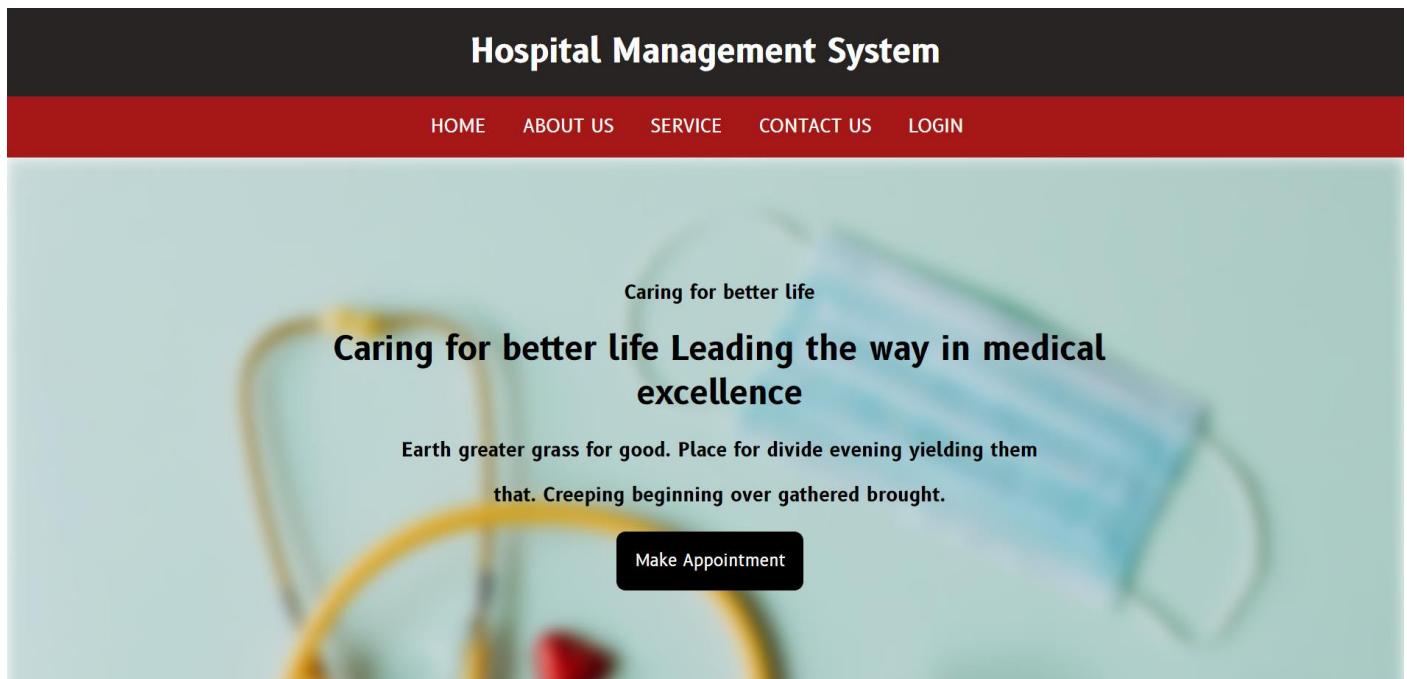 Hospital Management System
HOME ABOUT US SERVICE CONTACT US LOGIN
Caring for better life
Caring for better life Leading the way in medical
excellence
Earth greater grass for good. Place for divide evening yielding them
that. Creeping beginning over gathered brought.
Make Appointment